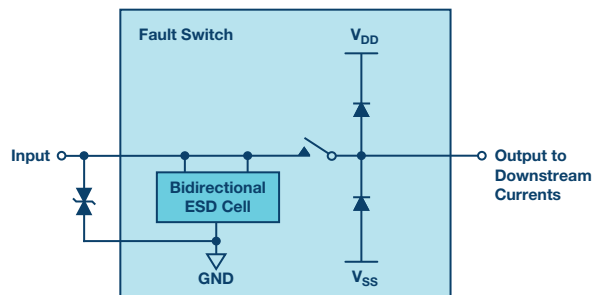 Fault Switch
VDD
Input
Bidirectional
ESD Cell
Output to
Downstream
Currents
GND
VSS